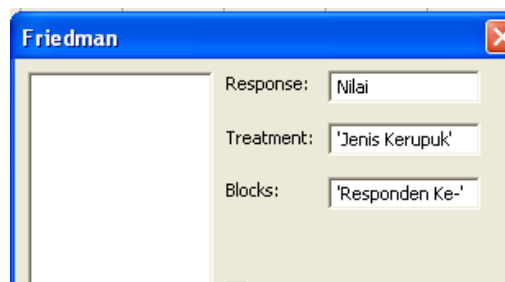 Friedman
Response: Nilai
Treatment: 'Jenis Kerupuk'
Blocks: 'Responden Ke-'